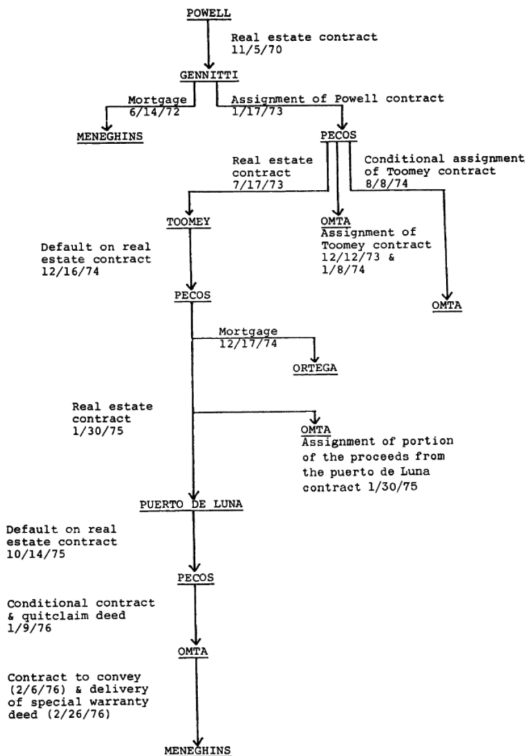 POWELL
Real estate contract
11/5/70
GENNITTI
Mortgage
6/14/72
Assignment of Powell contract
1/17/73
MENEGHINS
PECOS
Real estate
contract
7/17/73
Conditional assignment
of Toomey contract
8/8/74
TOOMEY
OMTA
Assignment of
Toomey contract
12/12/73 &
1/8/74
Default on real
estate contract
12/16/74
OMTA
PECOS
Mortgage
12/17/74
ORTEGA
Real estate
contract
1/30/75
OMTA
Assignment of portion
of the proceeds from
the puerto de Luna
contract 1/30/75
PUERTO DE LUNA
Default on real
estate contract
10/14/75
PECOS
Conditional contract
& quitclaim deed
1/9/76
OMTA
Contract to convey
(2/6/76) & delivery
of special warranty
deed (2/26/76)
MENEGHINS